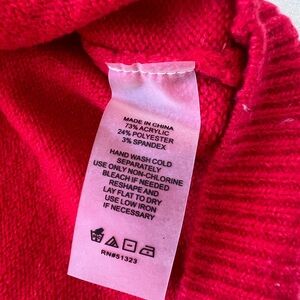 MADE IN CHINA
73% ACRYLIC
24% POLYESTER
3% SPANDEX
HAND WASH COLD
SEPARATELY
USE ONLY NON-CHLORINE
BLEACH IF NEEDED
RESHAPE AND
LAY FLAT TO DRY
USE LOW IRON
IF NECESSARY
RN#51323